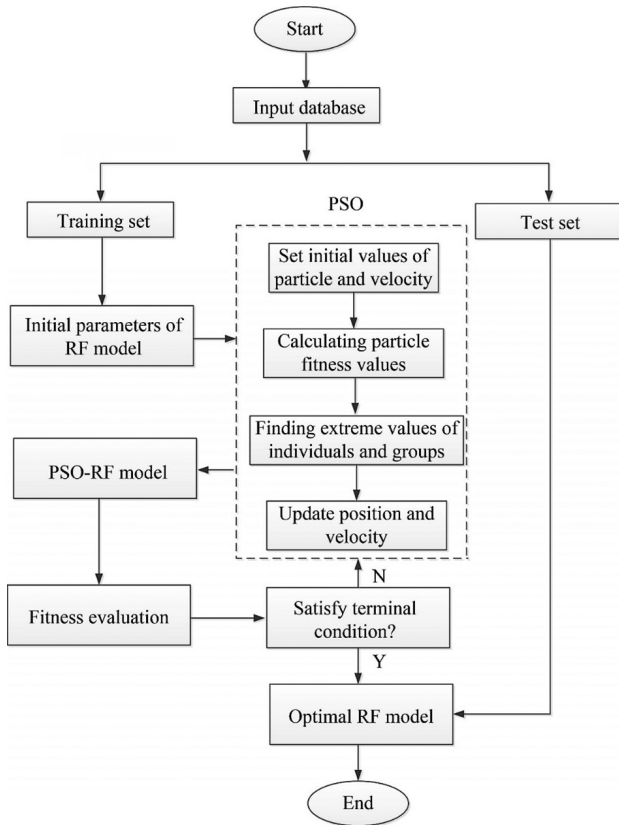 Start
Input database
Training set
PSO
Test set
Set initial values of
particle and velocity
Initial parameters of
RF model
Calculating particle
fitness values
Finding extreme values of
individuals and groups
PSO-RF model
Update position and
velocity
N
Fitness evaluation
Satisfy terminal
condition?
Y
Optimal RF model
End